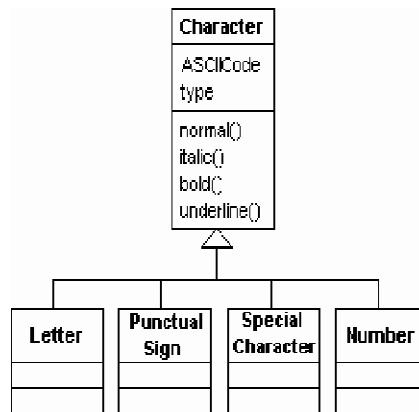 Character
ASCIICode
type
normal()
italic()
bold()
underline()
Letter
Punctual
Sign
Special
Character
Number